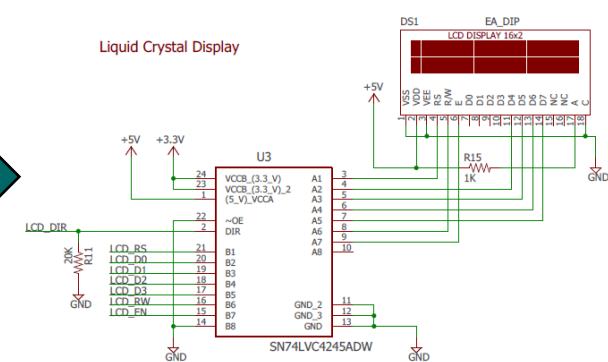 Liquid Crystal Display
DS1 EA_DIP
LCD DISPLAY 16x2
VSS VDD VEE RS R/W E D0 D1 D2 D3 D4 D5 D6 D7 NC NC A C
1 2 3 4 5 6 7 8 9 10 11 12 13 14 15 16 17 18
+5V
R15
1K
GND
+5V +3.3V
U3
24 VCCB_(3.3_V) A1 3
23 VCCB_(3.3_V)_2 A2 4
1 (5_V)_VCCA A3 5
A4 6
22 ~OE A5 7
LCD_DIR 2 DIR A6 8
A7 9
LCD_RS 21 B1 A8 10
LCD_D0 20 B2
LCD_D1 19 B3
LCD_D2 18 B4
LCD_D3 17 B5
LCD_RW 16 B6 GND_2 11
LCD_EN 15 B7 GND_3 12
14 B8 GND 13
20K
R11
GND
SN74LVC4245ADW
GND
GND